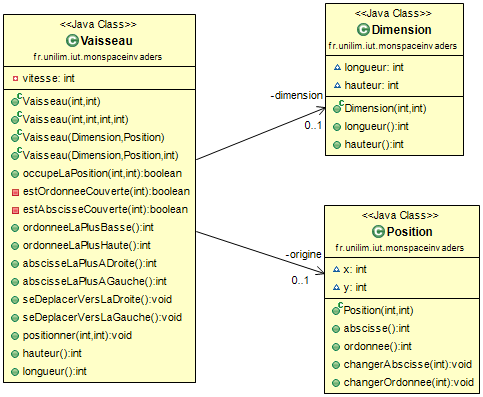 <<Java Class>>
Vaisseau
fr.unilim.iut.monspaceinvaders
vitesse: int
Vaisseau(int,int)
Vaisseau(int,int,int,int)
Vaisseau(Dimension,Position)
Vaisseau(Dimension,Position,int)
occupeLaPosition(int,int):boolean
estOrdonneeCouverte(int):boolean
estAbscisseCouverte(int):boolean
ordonneeLaPlusBasse():int
ordonneeLaPlusHaute():int
abscisseLaPlusADroite():int
abscisseLaPlusAGauche():int
seDeplacerVersLaDroite():void
seDeplacerVersLaGauche():void
positionner(int,int):void
hauteur():int
longueur():int
-dimension
0..1
<<Java Class>>
Dimension
fr.unilim.iut.monspaceinvaders
longueur: int
hauteur: int
Dimension(int,int)
longueur():int
hauteur():int
-origine
0..1
<<Java Class>>
Position
fr.unilim.iut.monspaceinvaders
x: int
y: int
Position(int,int)
abscisse():int
ordonnee():int
changerAbscisse(int):void
changerOrdonnee(int):void